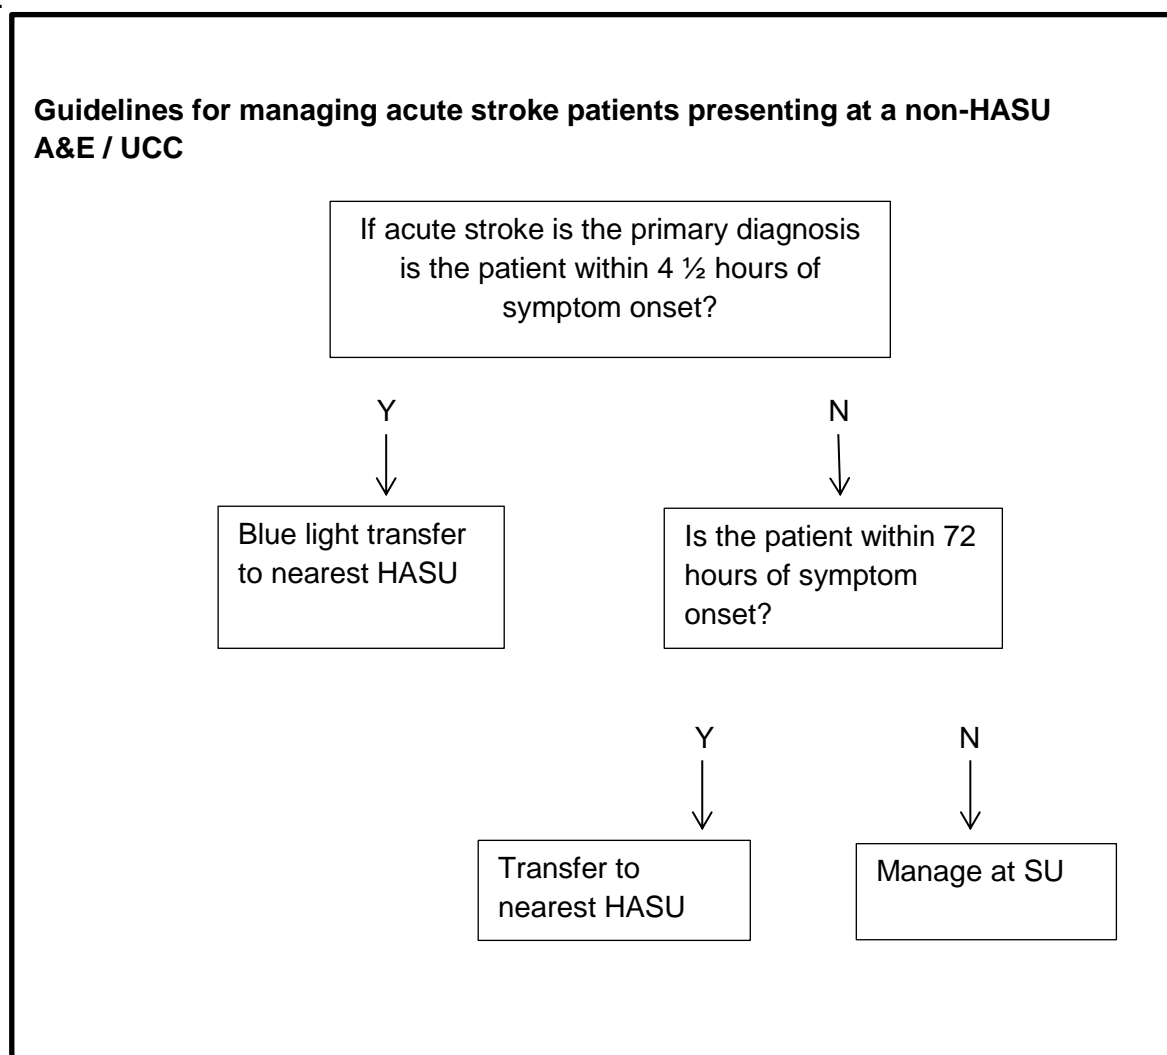 Guidelines for managing acute stroke patients presenting at a non-HASU
A&E / UCC
If acute stroke is the primary diagnosis
is the patient within 4 ½ hours of
symptom onset?
Y
N
Blue light transfer
to nearest HASU
Is the patient within 72
hours of symptom
onset?
Y
N
Transfer to
nearest HASU
Manage at SU